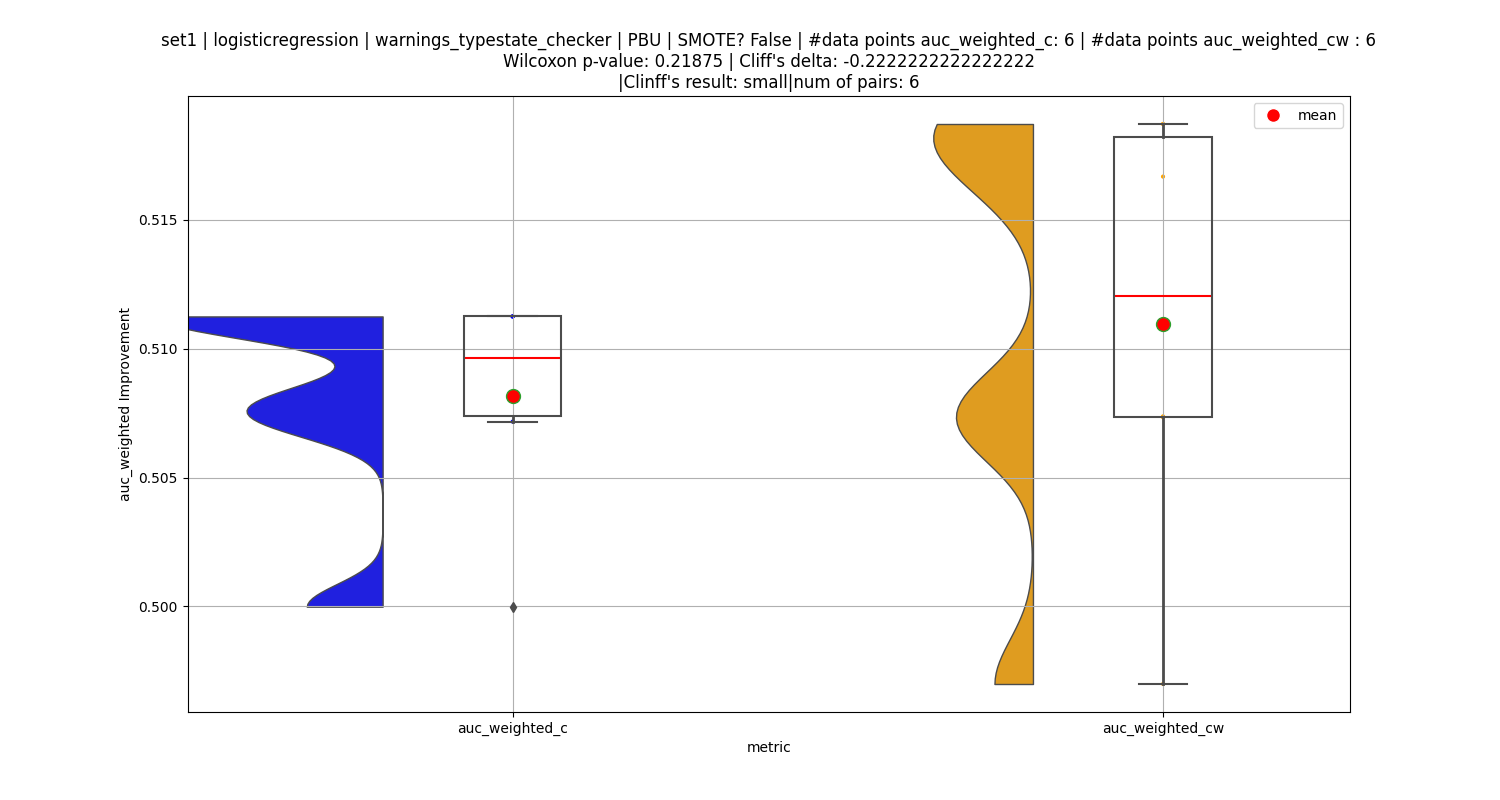 set1 | logisticregression | warnings_typestate_checker | PBU | SMOTE? False | #data points auc_weighted_c: 6 | #data points auc_weighted_cw : 6
Wilcoxon p-value: 0.21875 | Cliff's delta: -0.2222222222222222
|Clinff's result: small|num of pairs: 6
mean
0.515
0.510
0.505
0.500
auc_weighted Improvement
auc_weighted_c
auc_weighted_cw
metric